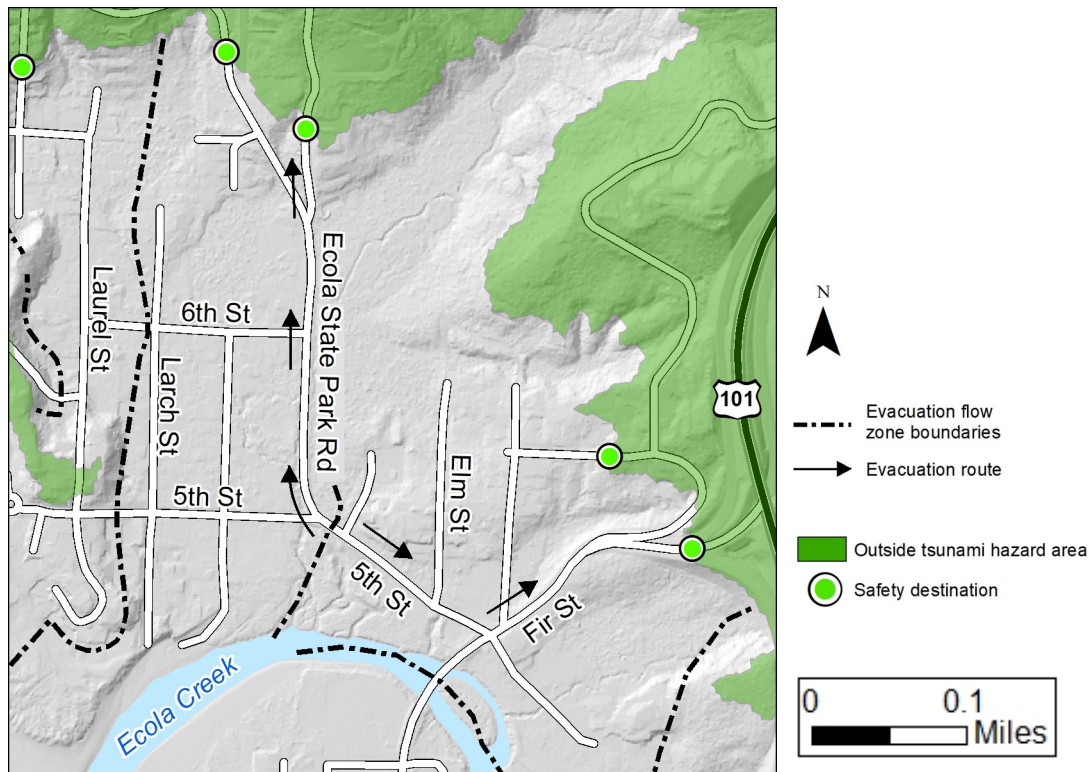 Ecola State Park Rd
6th St
Laurel St
Larch St
5th St
Elm St
5th St
Fir St
Ecola Creek
101
N
Evacuation flow
zone boundaries
Evacuation route
Outside tsunami hazard area
Safety destination
0 0.1
Miles